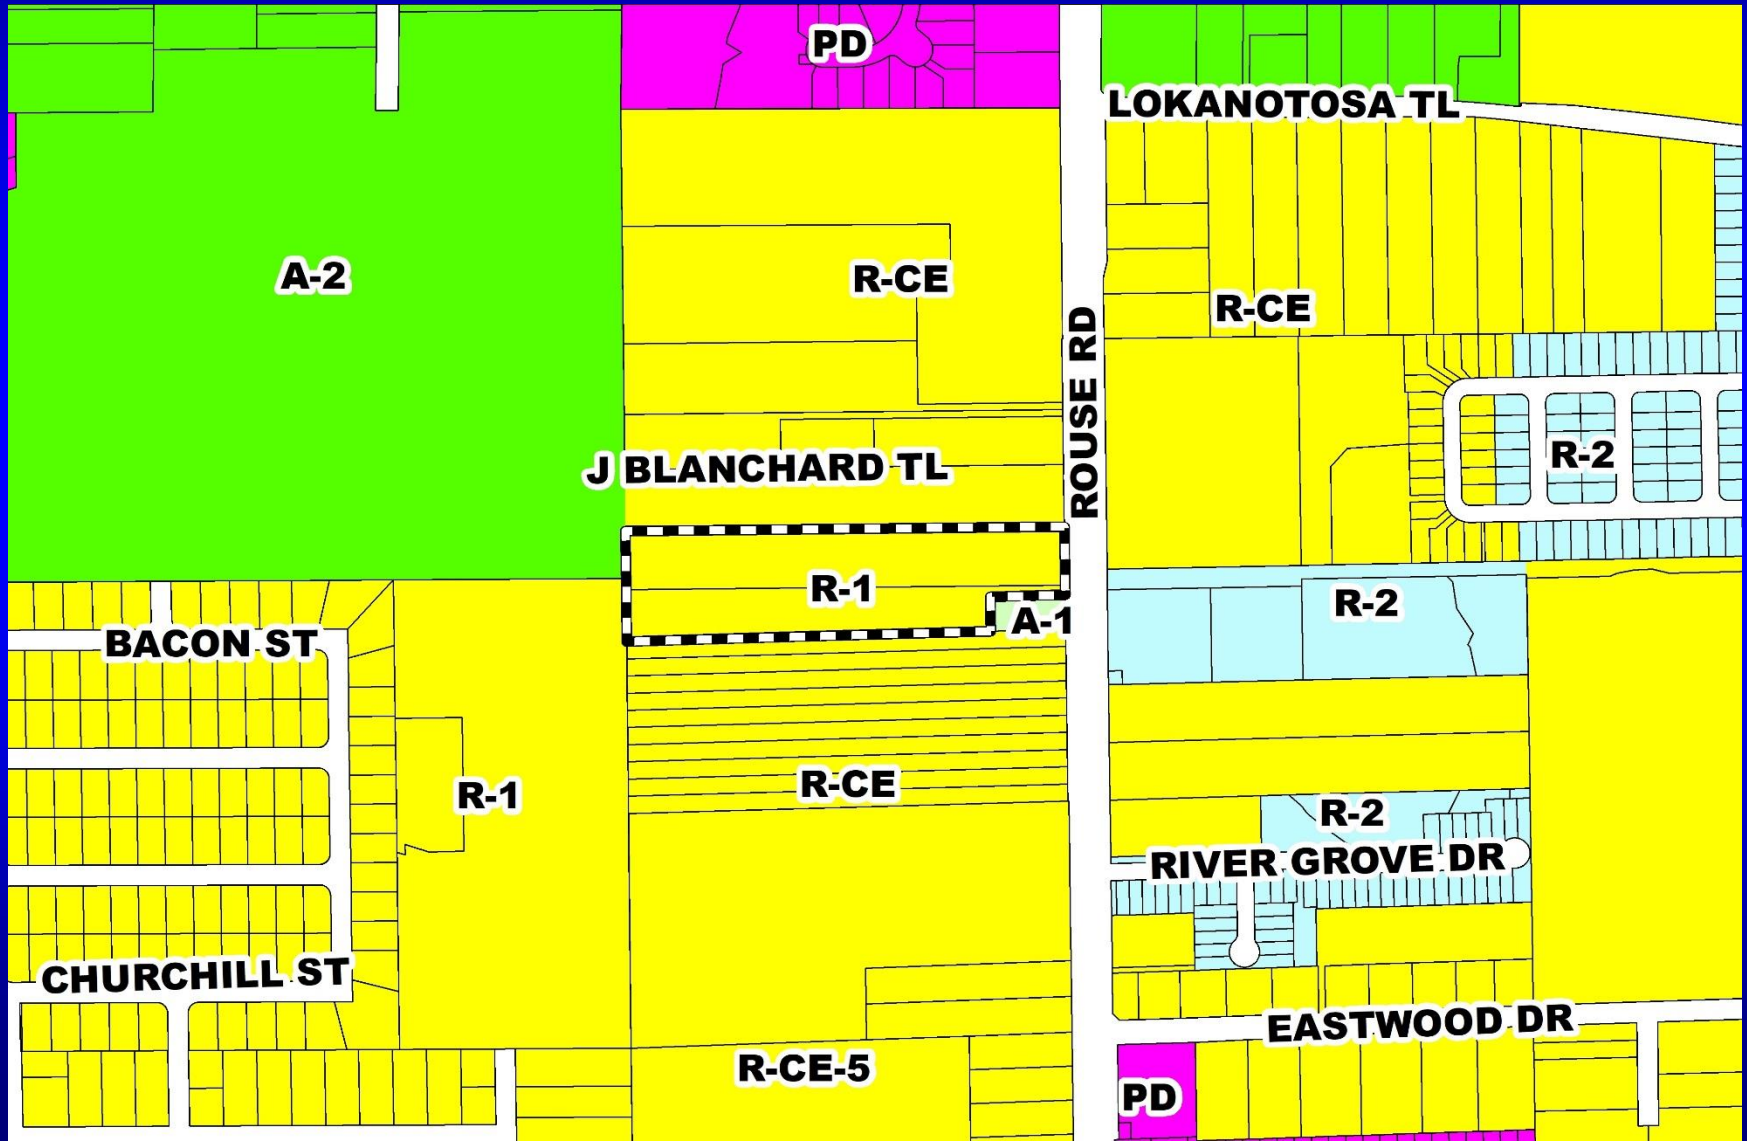 PD
LOKANOTOSA TL
A-2
R-CE
R-CE
ROUSE RD
R-2
J BLANCHARD TL
R-1
R-2
A-1
BACON ST
R-CE
R-1
R-2
RIVER GROVE DR
CHURCHILL ST
EASTWOOD DR
R-CE-5
PD